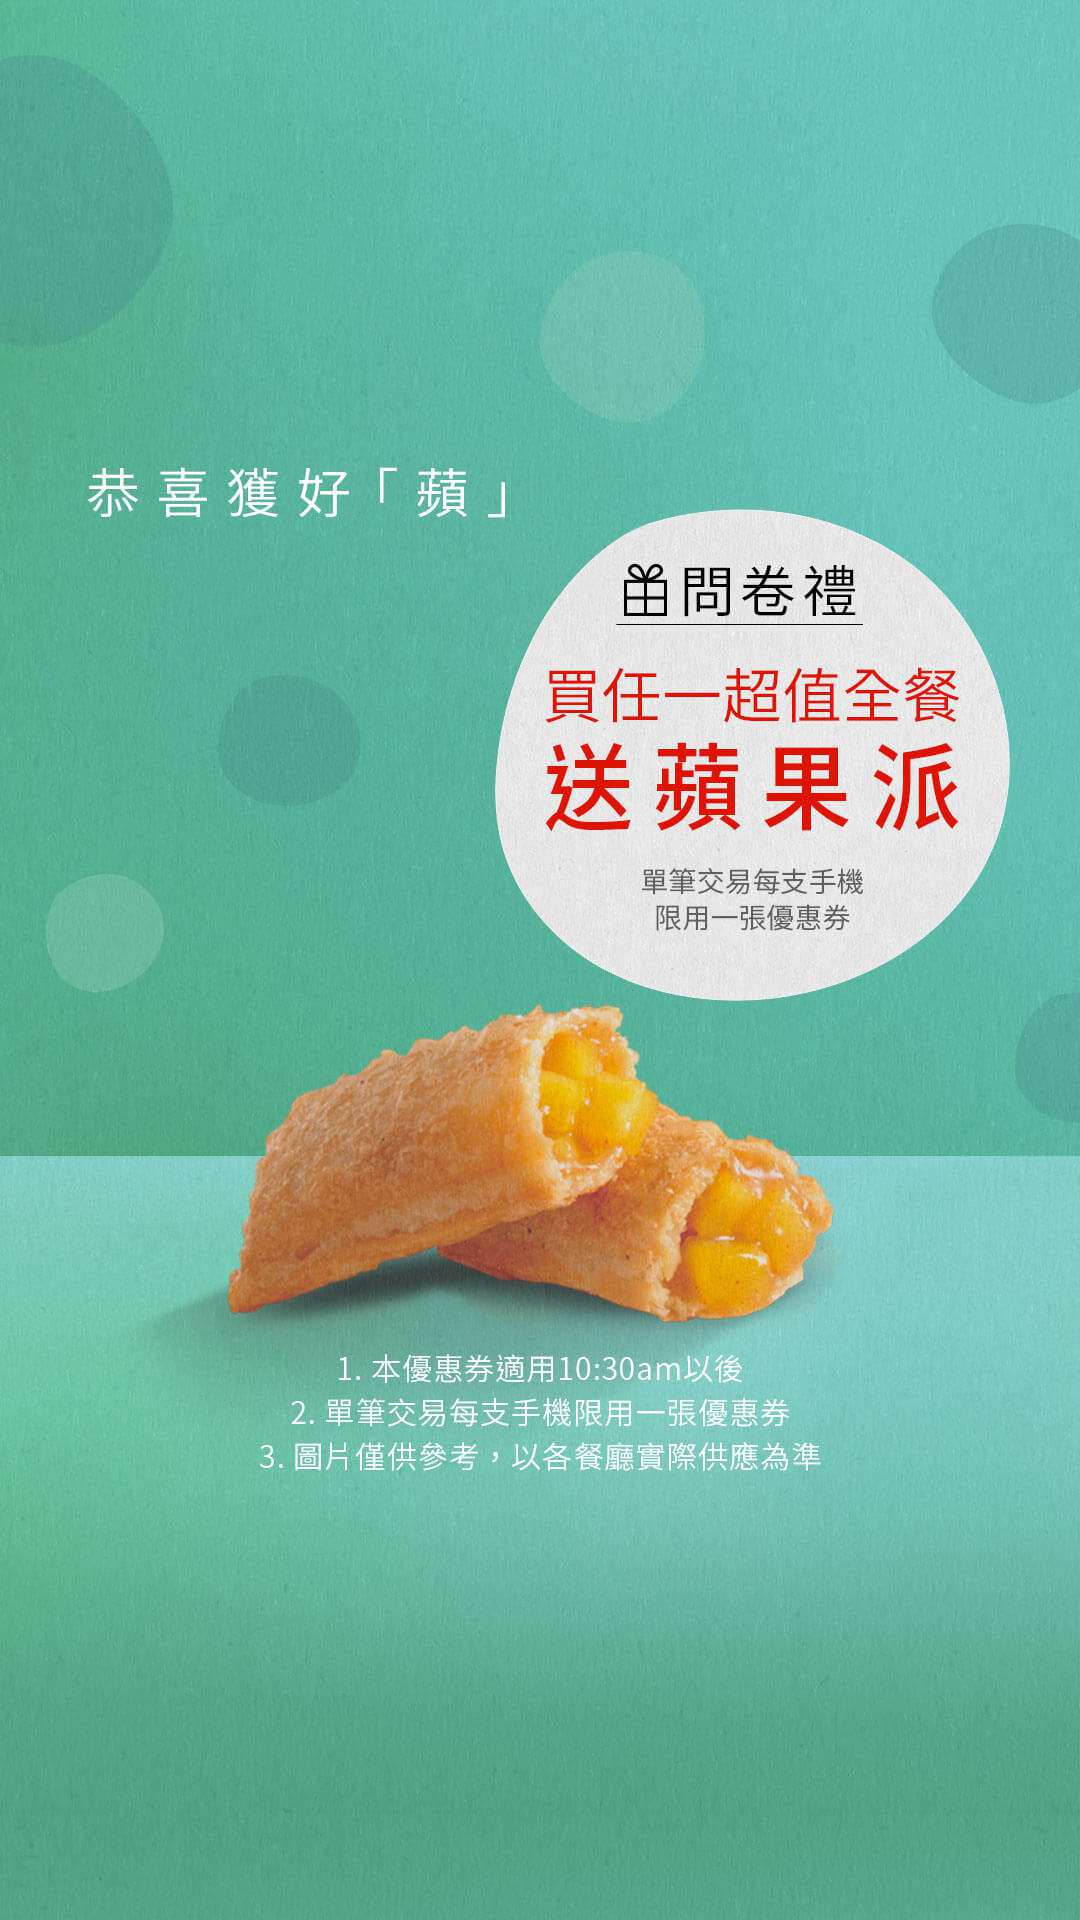 恭喜獲好「蘋」
問卷禮
買任一超值全餐
送蘋果派
單筆交易每支手機
限用一張優惠券
1. 本優惠券適用10:30am以後
2. 單筆交易每支手機限用一張優惠券
3. 圖片僅供參考，以各餐廳實際供應為準